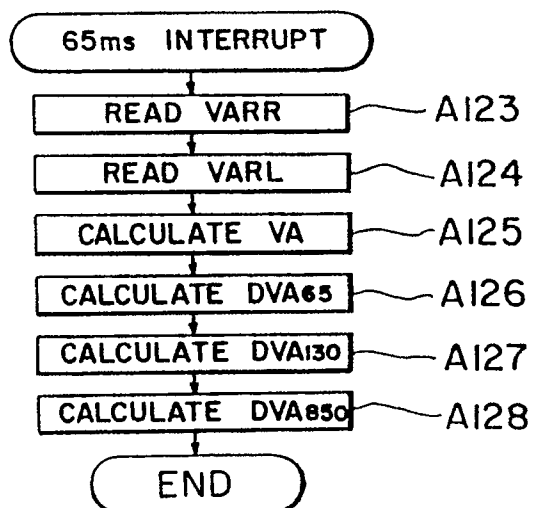 65ms INTERRUPT
READ VARR A123
READ VARL A124
CALCULATE VA A125
CALCULATE DVA65 A126
CALCULATE DVA130 A127
CALCULATE DVA850 A128
END